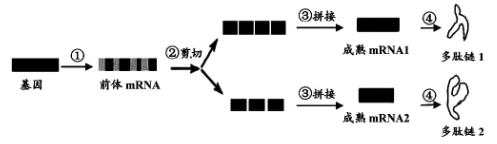 ③拼接
④
成熟 mRNA1
多肽链 1
①
②剪切
基因
前体 mRNA
③拼接
④
成熟 mRNA2
多肽链 2